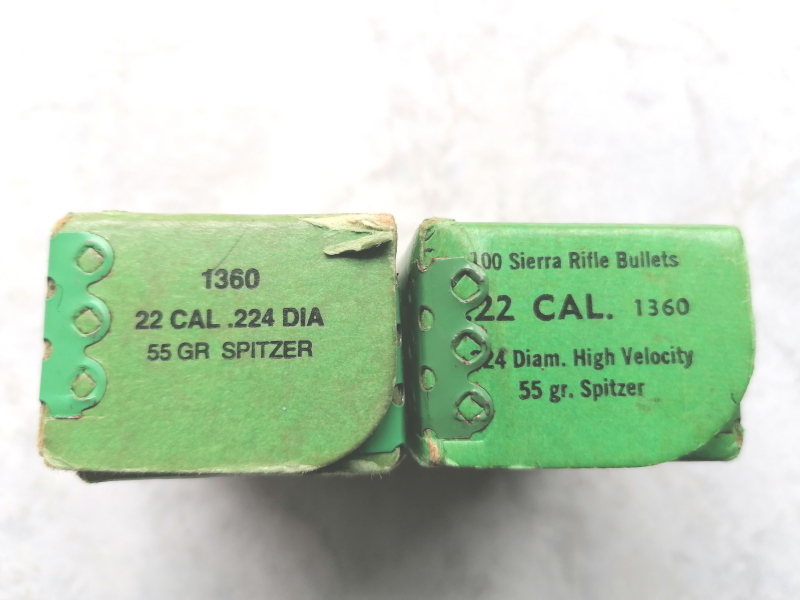 1360
22 CAL .224 DIA
55 GR SPITZER
100 Sierra Rifle Bullets
.22 CAL. 1360
24 Diam. High Velocity
55 gr. Spitzer